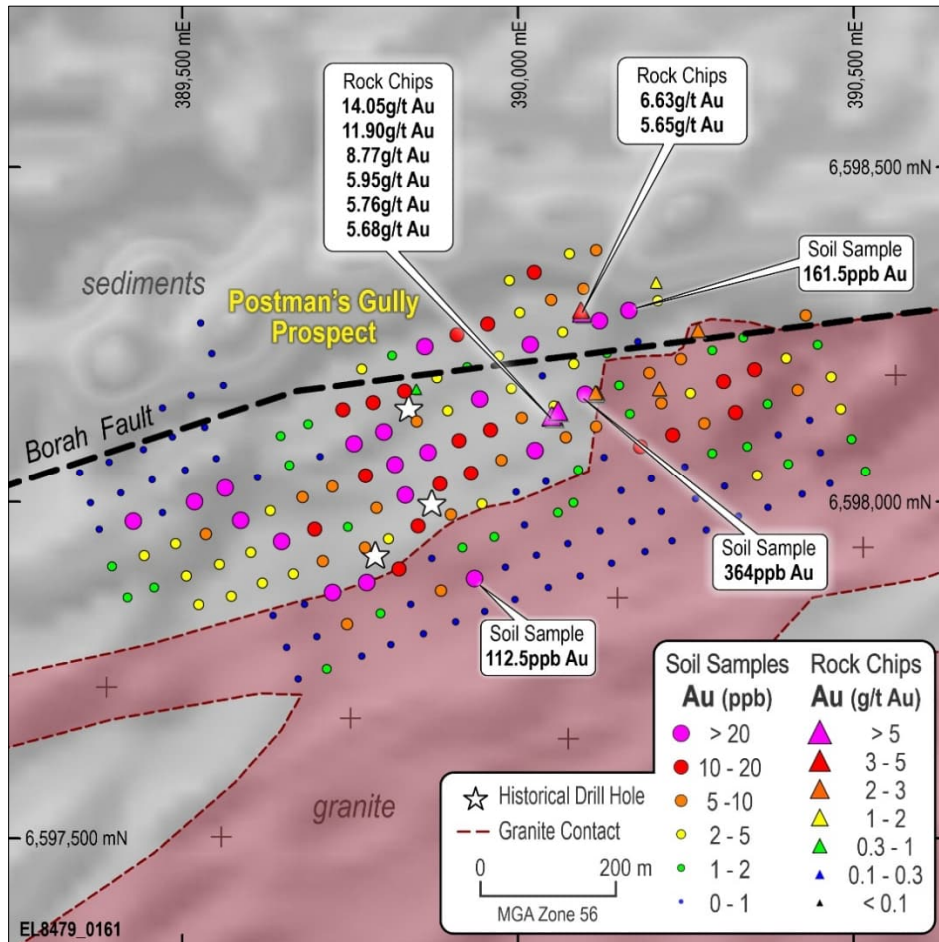 389,500 mE
390,000 mE
390,500 mE
Rock Chips
14.05g/t Au
11.90g/t Au
8.77g/t Au
5.95g/t Au
5.76g/t Au
5.68g/t Au
Rock Chips
6.63g/t Au
5.65g/t Au
6,598,500 mN
Soil Sample
161.5ppb Au
sediments
Postman's Gully
Prospect
Borah Fault
6,598,000 mN
Soil Sample
364ppb Au
Soil Sample
112.5ppb Au
granite
6,597,500 mN
Soil Samples
Au (ppb)
> 20
10 - 20
5 - 10
2 - 5
1 - 2
0 - 1
Rock Chips
Au (g/t Au)
> 5
3 - 5
2 - 3
1 - 2
0.3 - 1
0.1 - 0.3
< 0.1
Historical Drill Hole
Granite Contact
0 200 m
MGA Zone 56
EL8479_0161